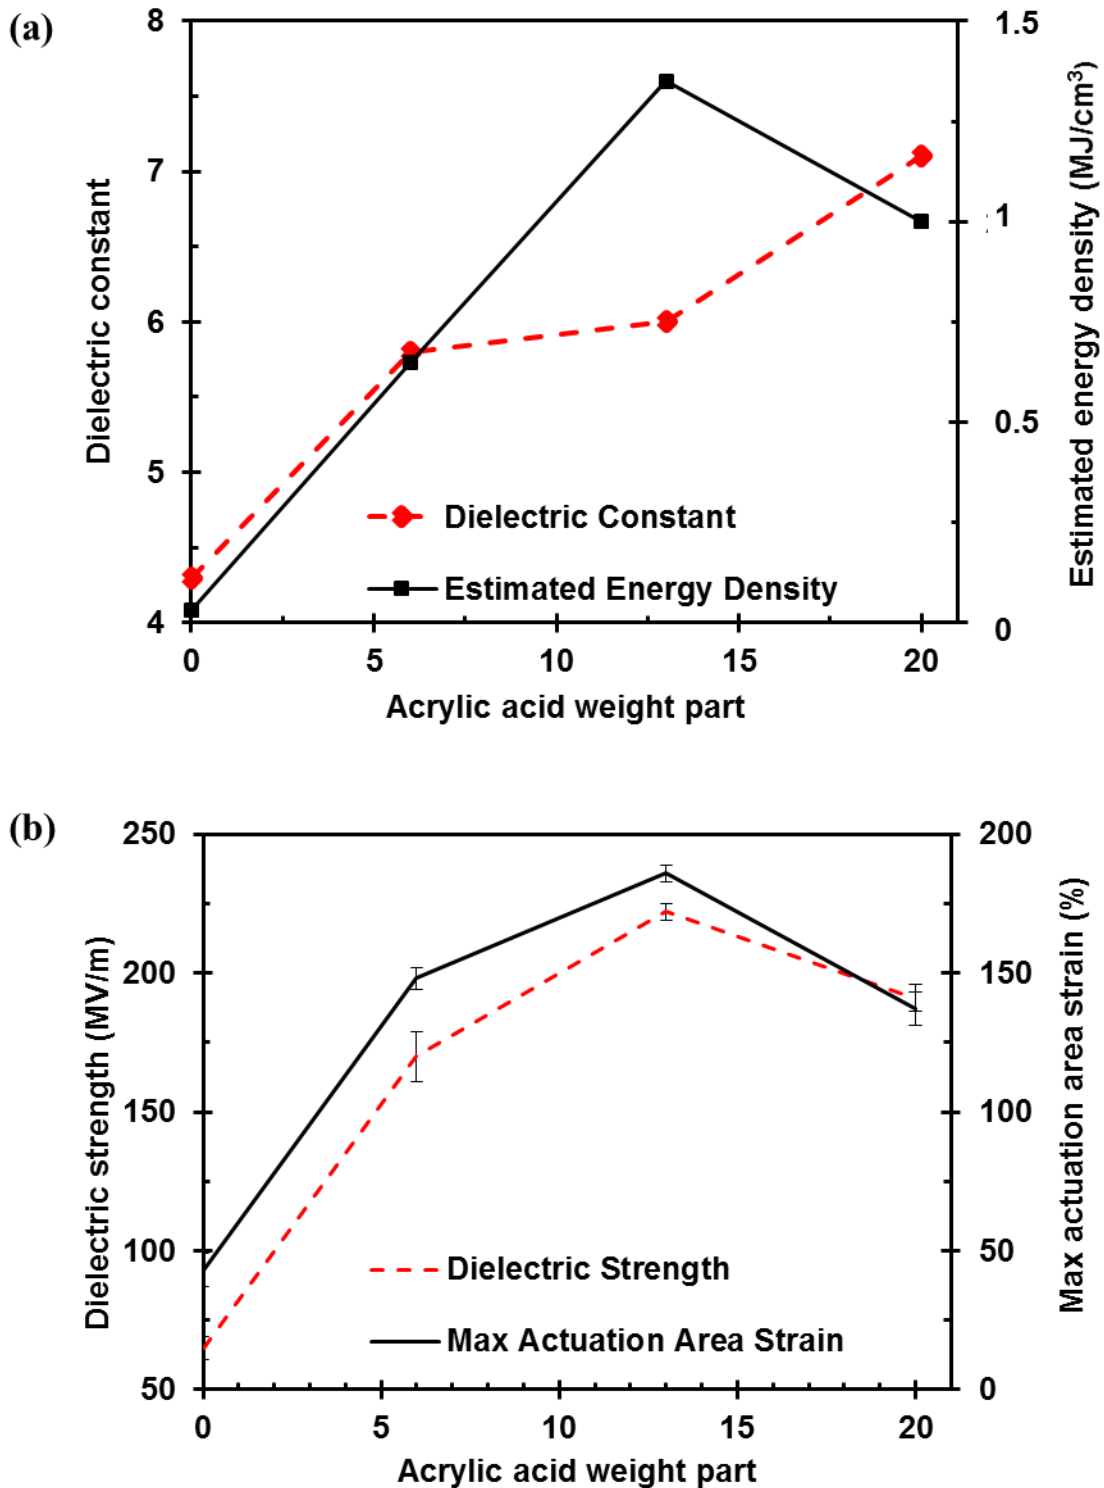 (a)
8
7
6
5
4
Dielectric constant
1.5
1
0.5
0
Estimated energy density (MJ/cm³)
Dielectric Constant
Estimated Energy Density
0 5 10 15 20
Acrylic acid weight part
(b)
250
200
150
100
50
Dielectric strength (MV/m)
200
150
100
50
0
Max actuation area strain (%)
Dielectric Strength
Max Actuation Area Strain
0 5 10 15 20
Acrylic acid weight part